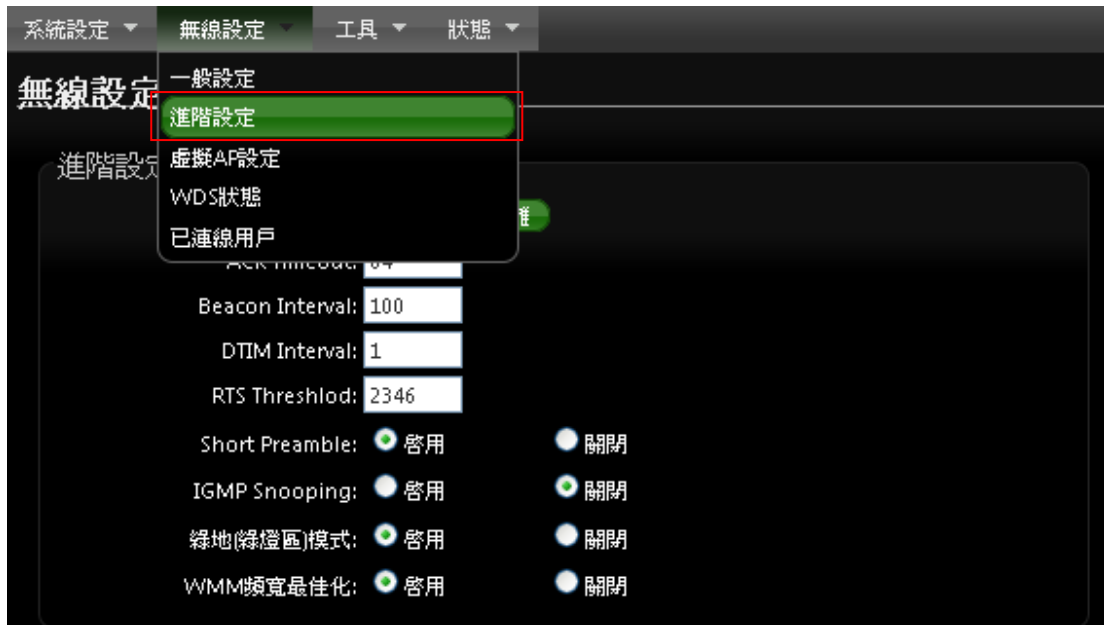 系統設定 無線設定 工具 狀態
無線設定
一般設定
進階設定
虛擬AP設定
WDS狀態
已連線用戶
進階設定
Beacon Interval: 100
DTIM Interval: 1
RTS Threshlod: 2346
Short Preamble: 啓用 關閉
IGMP Snooping: 啓用 關閉
綠地(綠燈區)模式: 啓用 關閉
WMM頻寬最佳化: 啓用 關閉